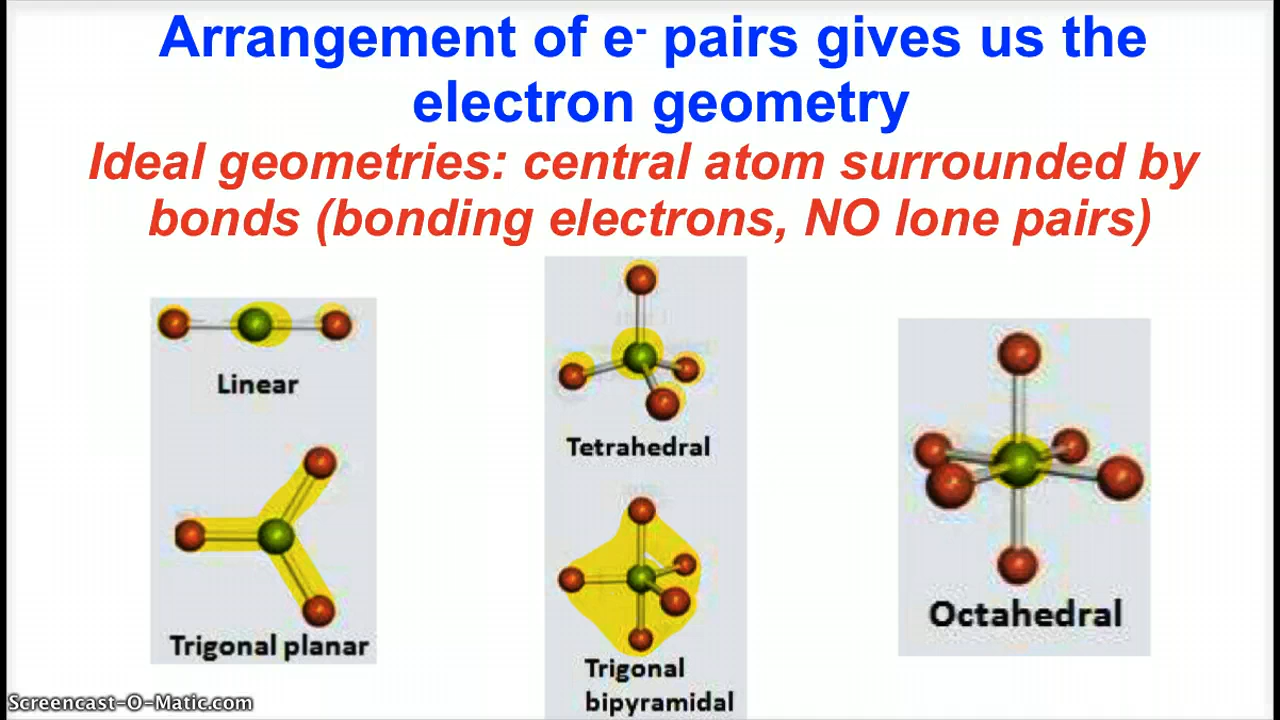 Arrangement of e- pairs gives us the
electron geometry
Ideal geometries: central atom surrounded by
bonds (bonding electrons, NO lone pairs)
Linear
Trigonal planar
Tetrahedral
Trigonal
bipyramidal
Octahedral
Screencast-O-Matic.com